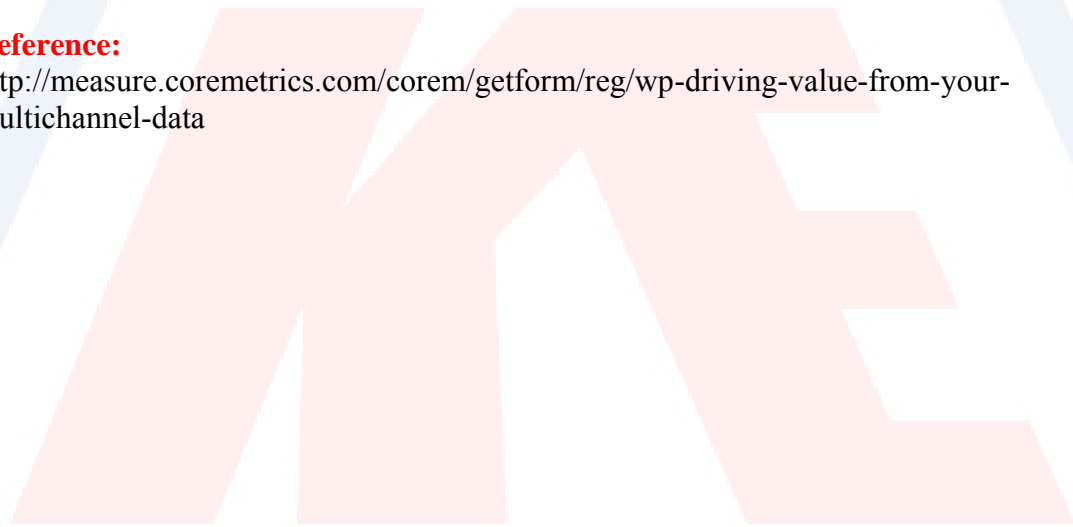 eference:
tp://measure.coremetrics.com/corem/getform/reg/wp-driving-value-from-your-
ultichannel-data